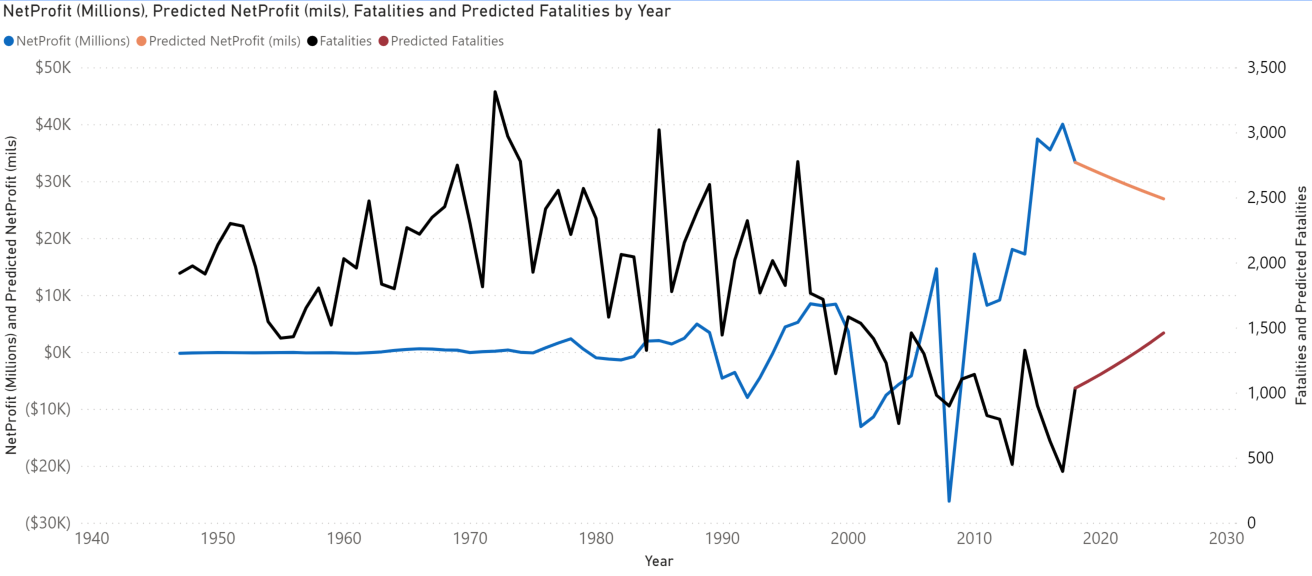 NetProfit (Millions), Predicted NetProfit (mils), Fatalities and Predicted Fatalities by Year
NetProfit (Millions) Predicted NetProfit (mils) Fatalities Predicted Fatalities
$50K
$40K
$30K
$20K
$10K
$0K
($10K)
($20K)
($30K)
NetProfit (Millions) and Predicted NetProfit (mils)
3,500
3,000
2,500
2,000
1,500
1,000
500
0
Fatalities and Predicted Fatalities
1940 1950 1960 1970 1980 1990 2000 2010 2020 2030
Year